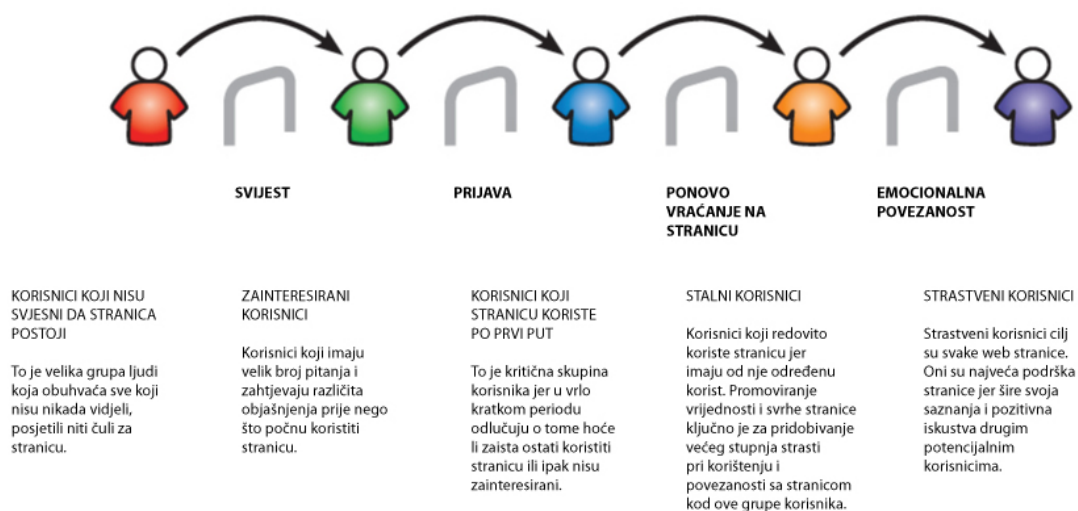 SVIJEST
PRIJAVA
PONOVO
VRAĆANJE NA
STRANICU
EMOCIONALNA
POVEZANOST
KORISNICI KOJI NISU
SVJESNI DA STRANICA
POSTOJI
To je velika grupa ljudi
koja obuhvaća sve koji
nisu nikada vidjeli,
posjetili niti čuli za
stranicu.
ZAINTERESIRANI
KORISNICI
Korisnici koji imaju
velik broj pitanja i
zahtjevaju različita
objašnjenja prije nego
što počnu koristiti
stranicu.
KORISNICI KOJI
STRANICU KORISTE
PO PRVI PUT
To je kritična skupina
korisnika jer u vrlo
kratkom periodu
odlučuju o tome hoće
li zaista ostati koristiti
stranicu ili ipak nisu
zainteresirani.
STALNI KORISNICI
Korisnici koji redovito
koriste stranicu jer
imaju od nje određenu
korist. Promoviranje
vrijednosti i svrhe stranice
ključno je za pridobivanje
većeg stupnja strasti
pri korištenju i
povezanosti sa stranicom
kod ove grupe korisnika.
STRASTVENI KORISNICI
Strastveni korisnici cilj
su svake web stranice.
Oni su najveća podrška
stranice jer šire svoja
saznanja i pozitivna
iskustva drugim
potencijalnim
korisnicima.